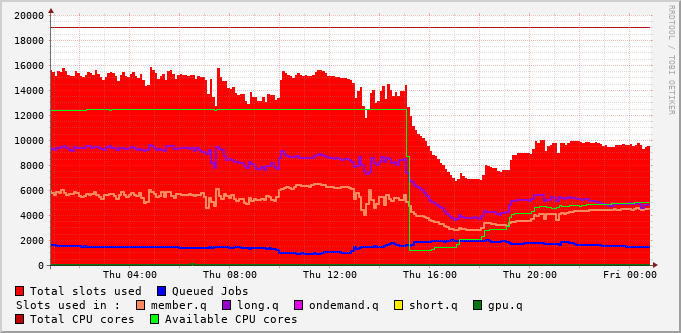 20000
18000
16000
14000
12000
10000
8000
6000
4000
2000
0
Thu 04:00 Thu 08:00 Thu 12:00 Thu 16:00 Thu 20:00 Fri 00:00
RRDTOOL / TOBI OETIKER
Total slots used Queued Jobs
Slots used in : member.q long.q ondemand.q short.q gpu.q
Total CPU cores Available CPU cores